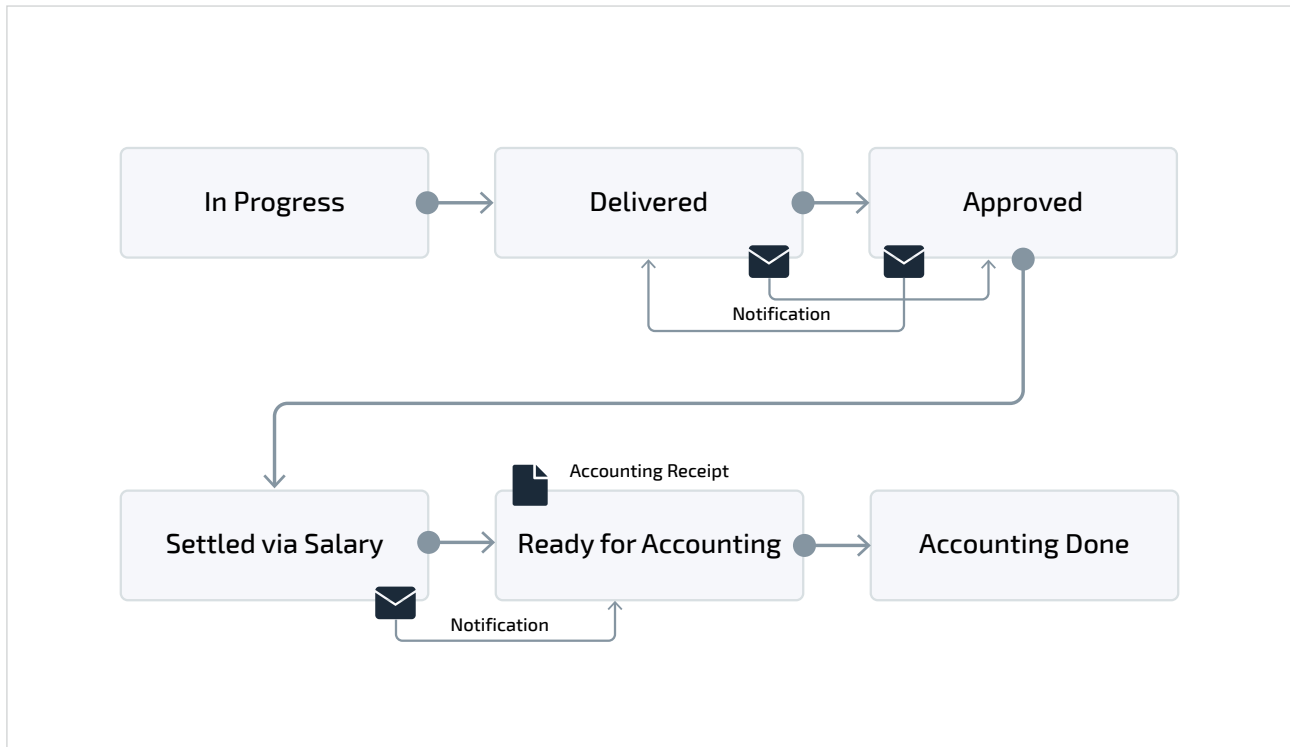 In Progress
Delivered
Approved
Notification
Accounting Receipt
Settled via Salary
Ready for Accounting
Accounting Done
Notification